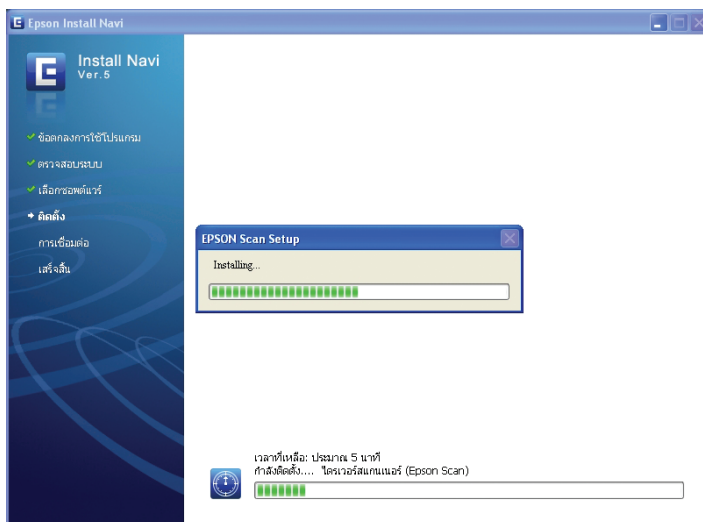 Epson Install Navi
Install Navi
Ver.5
ข้อตกลงการใช้โปรแกรม
ตรวจสอบระบบ
เลือกซอฟต์แวร์
ติดตั้ง
การเชื่อมต่อ
เสร็จสิ้น
EPSON Scan Setup
Installing...
เวลาที่เหลือ: ประมาณ 5 นาที
กำลังติดตั้ง.... ไดรเวอร์สแกนเนอร์ (Epson Scan)